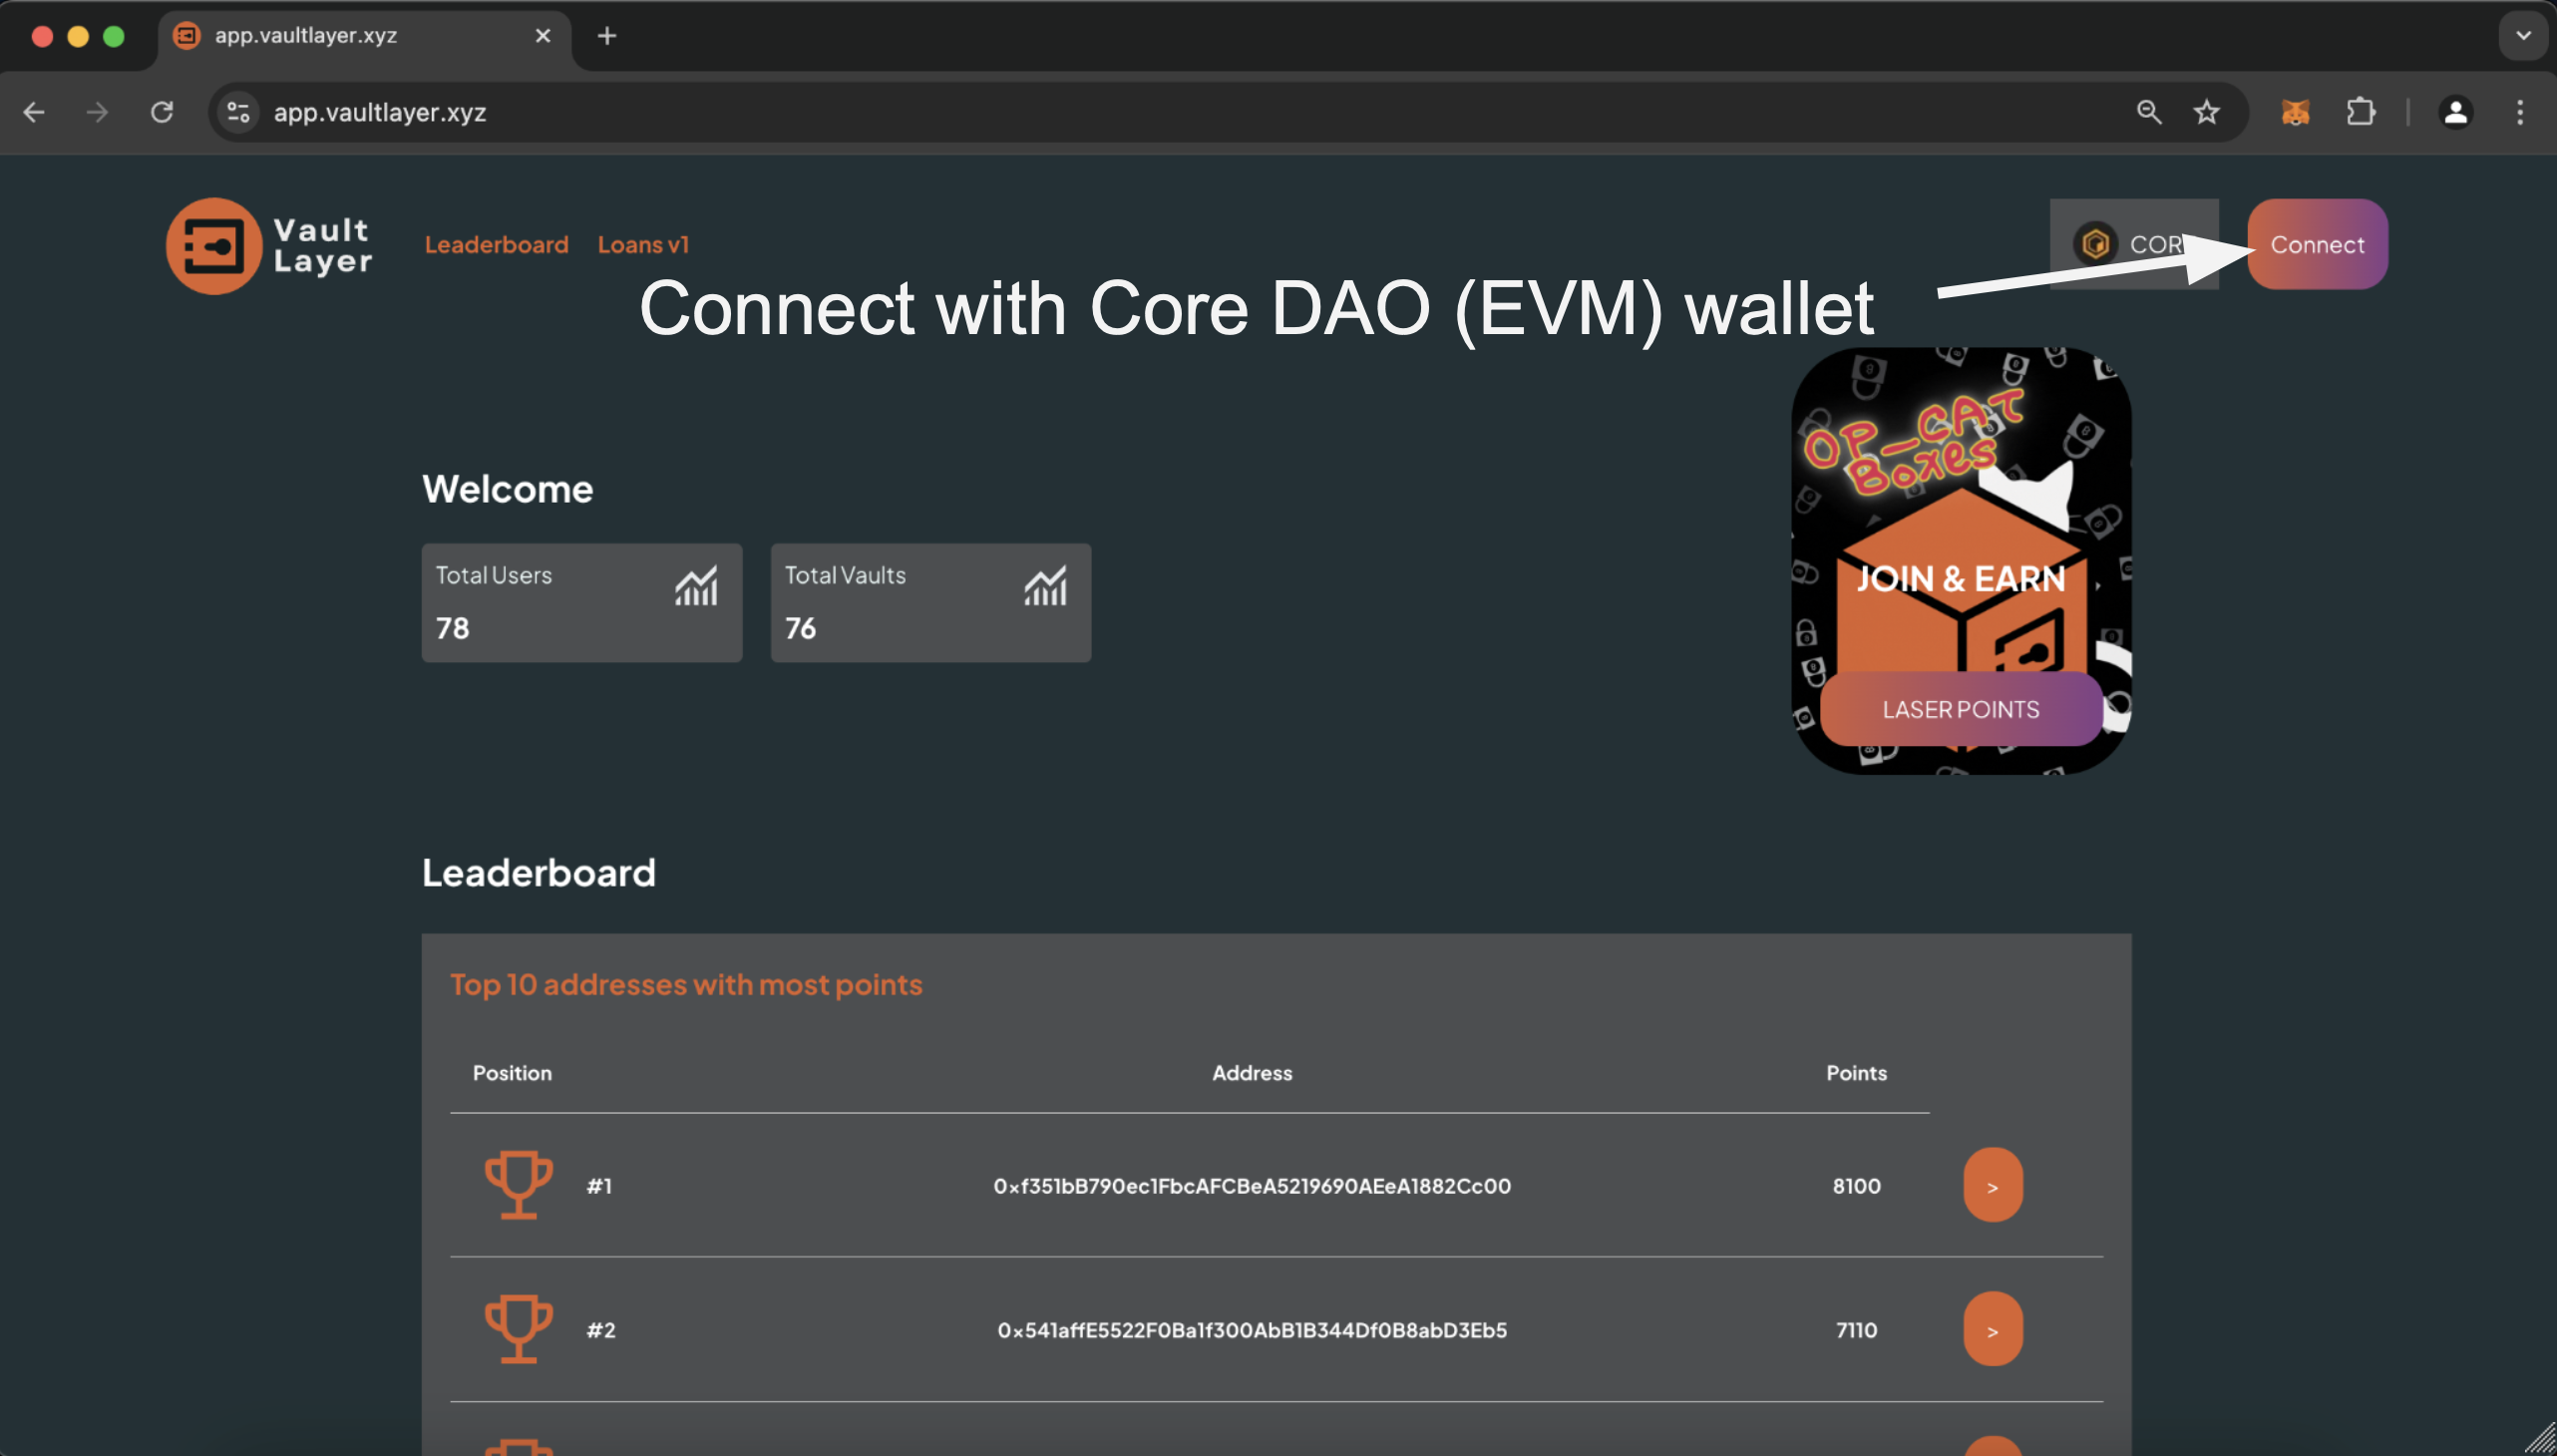 app.vaultlayer.xyz
app.vaultlayer.xyz
Vault
Layer
Leaderboard Loans v1
Connect
Connect with Core DAO (EVM) wallet
OP_CAT
Boxes
JOIN & EARN
LASER POINTS
Welcome
Total Users
78
Total Vaults
76
Leaderboard
Top 10 addresses with most points
Position Address Points
#1 0xf351bB790ec1FbcAFCBeA5219690AEeA1882Cc00 8100 >
#2 0x541affE5522F0Ba1f300AbB1B344Df0B8abD3Eb5 7110 >